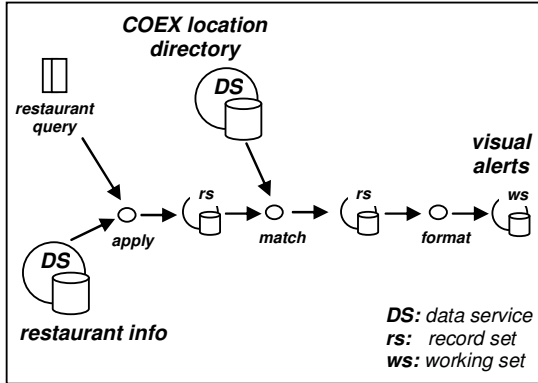 COEX location
directory
DS
restaurant
query
visual
alerts
rs
rs
ws
apply
match
format
DS
restaurant info
DS: data service
rs: record set
ws: working set